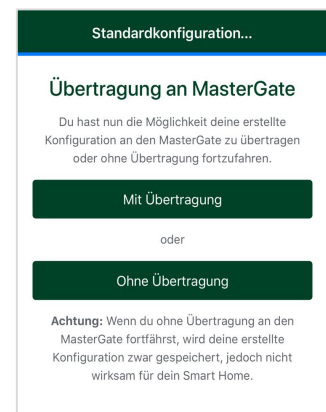 Standardkonfiguration...
Übertragung an MasterGate
Du hast nun die Möglichkeit deine erstellte
Konfiguration an den MasterGate zu übertragen
oder ohne Übertragung fortzufahren.
Mit Übertragung
oder
Ohne Übertragung
Achtung: Wenn du ohne Übertragung an den
MasterGate fortfährst, wird deine erstellte
Konfiguration zwar gespeichert, jedoch nicht
wirksam für dein Smart Home.